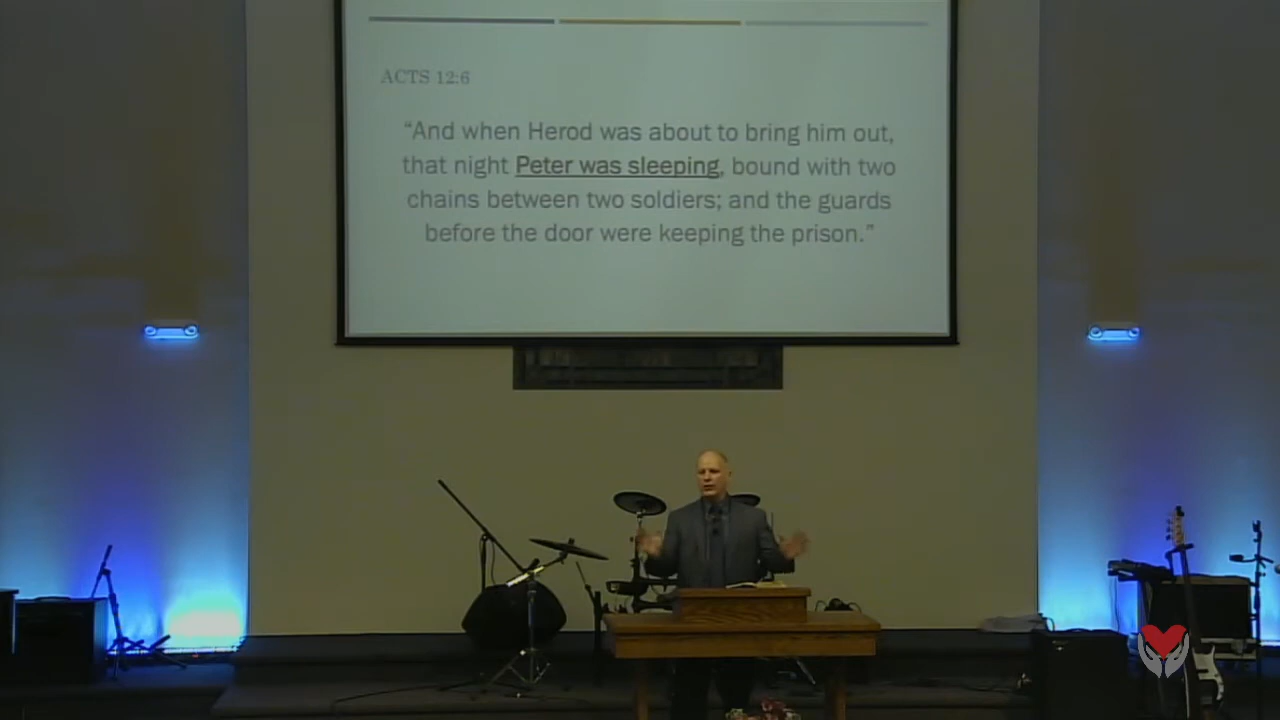 ACTS 12:6
“And when Herod was about to bring him out,
that night Peter was sleeping, bound with two
chains between two soldiers; and the guards
before the door were keeping the prison.”